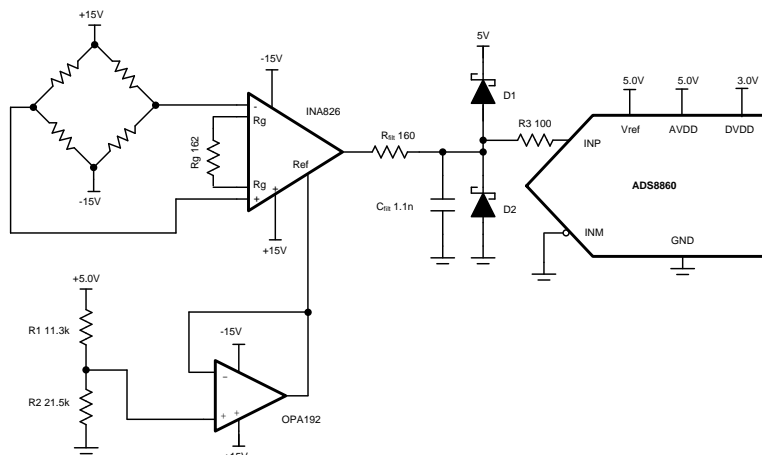 +15V
-15V
-15V
INA826
-
Rg
Rg 162
Ref
Rg
+
+
+15V
Rfilt 160
Cfilt 1.1n
5V
D1
D2
R3 100
5.0V
5.0V
3.0V
INP
Vref
AVDD
DVDD
ADS8860
INM
GND
+5.0V
R1 11.3k
R2 21.5k
-15V
−
−
+
+
OPA192
+15V